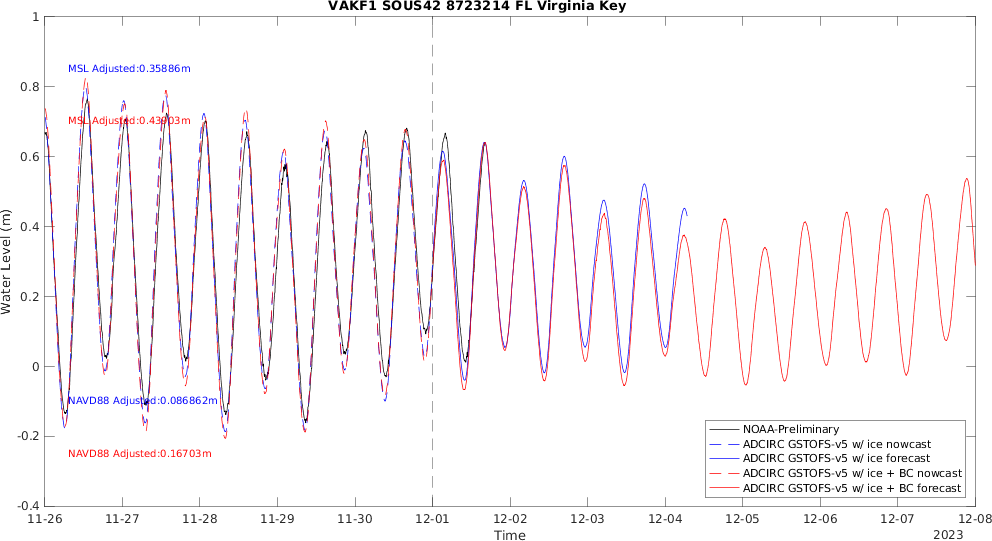 VAKF1 SOUS42 8723214 FL Virginia Key
1
0.8
0.6
0.4
0.2
0
-0.2
-0.4
Water Level (m)
MSL Adjusted:0.35886m
MSL Adjusted:0.43903m
NAVD88 Adjusted:0.086862m
NAVD88 Adjusted:0.16703m
NOAA-Preliminary
ADCIRC GSTOFS-v5 w/ ice nowcast
ADCIRC GSTOFS-v5 w/ ice forecast
ADCIRC GSTOFS-v5 w/ ice + BC nowcast
ADCIRC GSTOFS-v5 w/ ice + BC forecast
11-26 11-27 11-28 11-29 11-30 12-01 12-02 12-03 12-04 12-05 12-06 12-07 12-08
Time
2023